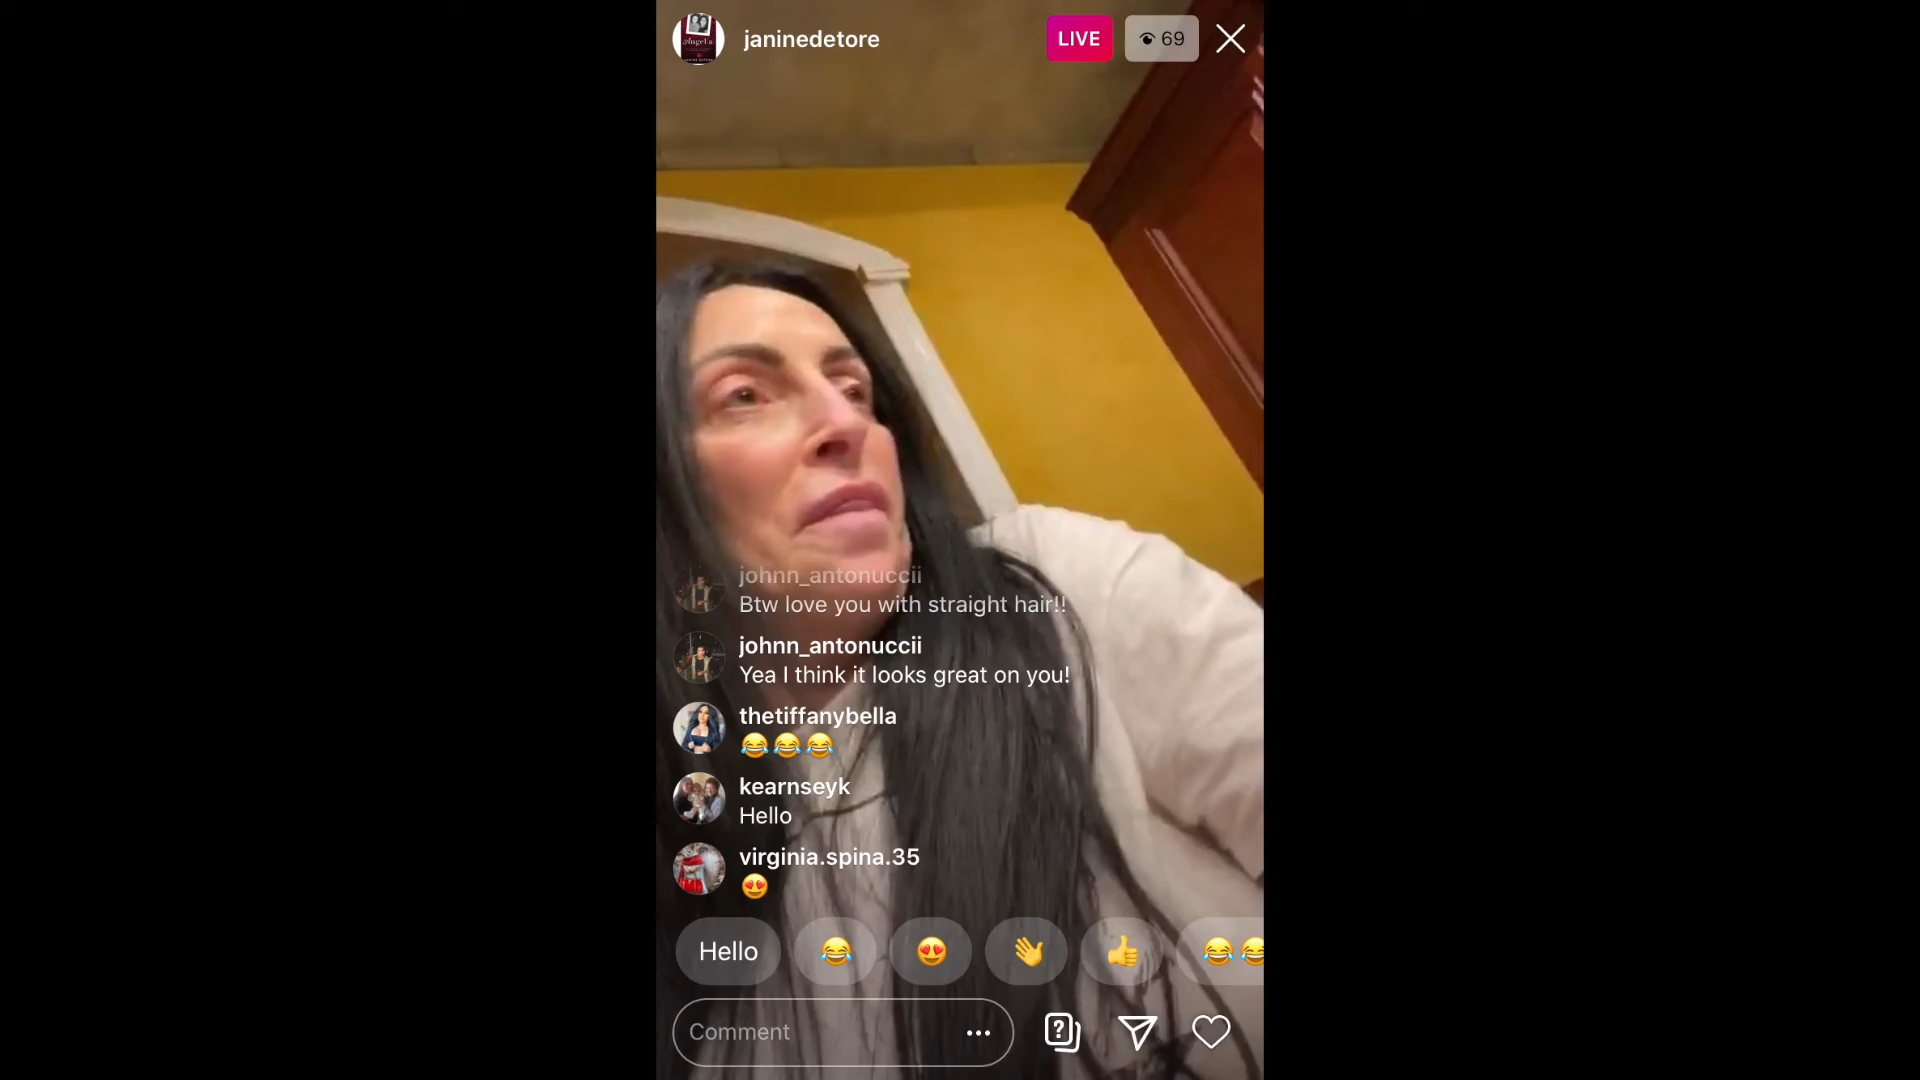 janinedetore
LIVE
69
johnn_antonuccii
Btw love you with straight hair!!
johnn_antonuccii
Yea I think it looks great on you!
thetiffanybella
😂😂😂
kearnseyk
Hello
virginia.spina.35
😍
Hello 😂 😍 👋 👍 😂😂
Comment